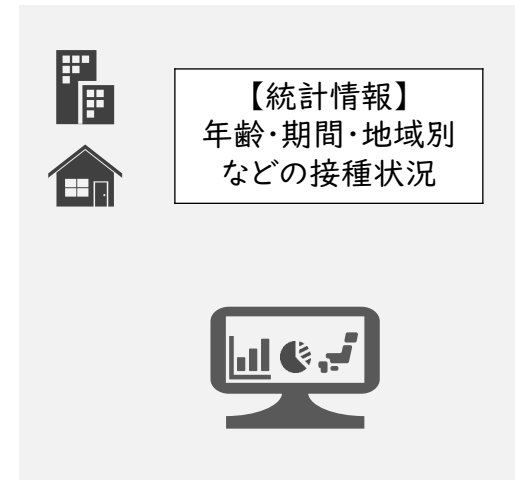 【統計情報】
年齢・期間・地域別
などの接種状況